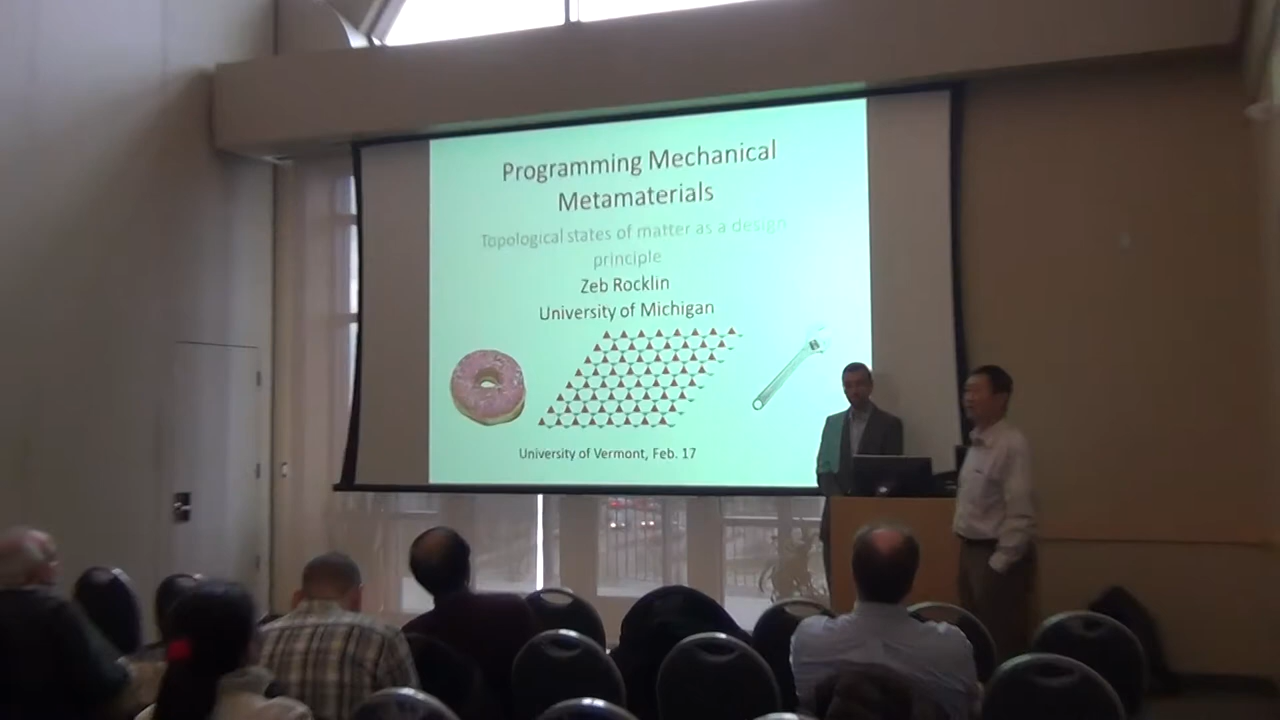 Programming Mechanical
Metamaterials
Topological states of matter as a design
principle
Zeb Rocklin
University of Michigan
University of Vermont, Feb. 17